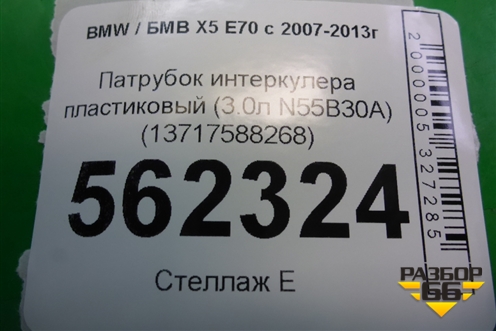 BMW / БМВ X5 E70 с 2007-2013г
Патрубок интеркулера
пластиковый (3.0л N55B30A)
(13717588268)
562324
Стеллаж Е
2000005327285
РАЗБОР
66